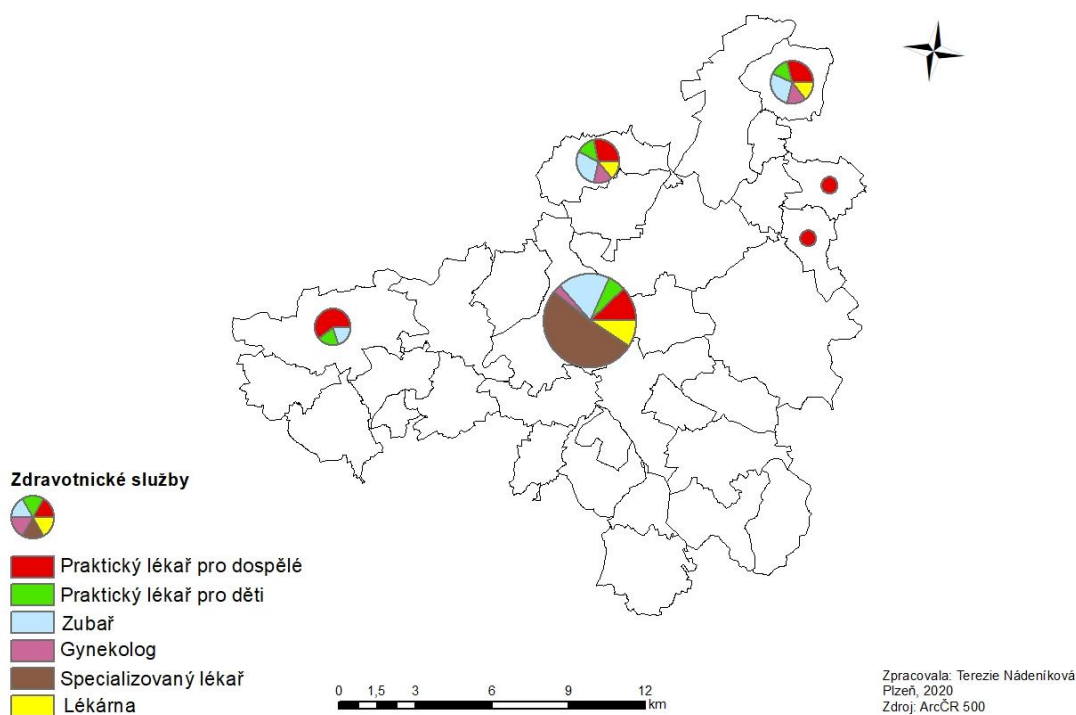 Zdravotnické služby
Praktický lékař pro dospělé
Praktický lékař pro děti
Zubař
Gynekolog
Specializovaný lékař
Lékárna
0 1,5 3 6 9 12
km
Zpracovala: Terezie Nádeníková
Plzeň, 2020
Zdroj: ArcČR 500